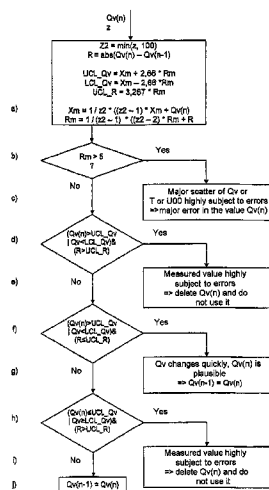 Qv(n)
z
Z2 = min(z, 100)
R = abs(Qv(n) – Qv(n-1)
UCL_Qv = Xm + 2,66 * Rm
LCL_Qv = Xm – 2,66 * Rm
UCL_R = 3,267 * Rm
a)
Xm = 1 / z2 * ((z2 – 1) * Xm + Qv(n)
Rm = 1 / (z2 – 1) * ((z2 – 2) * Rm + R
b)
Rm > 5
?
Yes
No
c)
Major scatter of Qv or
T or U00 highly subject to errors
=> major error in the value Qv(n)
d)
(Qv(n)>UCL_Qv
| Qv<LCL_Qv)&
(R>UCL_R)
Yes
e)
No
Measured value highly
subject to errors
=> delete Qv(n) and do
not use it
f)
(Qv(n)>UCL_Qv
| Qv<LCL_Qv)&
(R≤UCL_R)
Yes
g)
No
Qv changes quickly, Qv(n) is
plausible
=> Qv(n-1) = Qv(n)
h)
(Qv(n)≤UCL_Qv
| Qv≥LCL_Qv)&
(R>UCL_R)
Yes
i)
No
Measured value highly
subject to errors
=> delete Qv(n) and do
not use it
j)
Qv(n-1) = Qv(n)